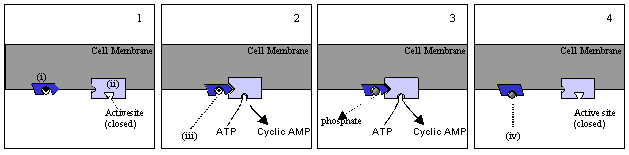 1
Cell Membrane
(i)
(ii)
Active site
(closed)
2
Cell Membrane
(iii)
ATP
Cyclic AMP
3
Cell Membrane
phosphate
ATP
Cyclic AMP
4
Cell Membrane
(iv)
Active site
(closed)